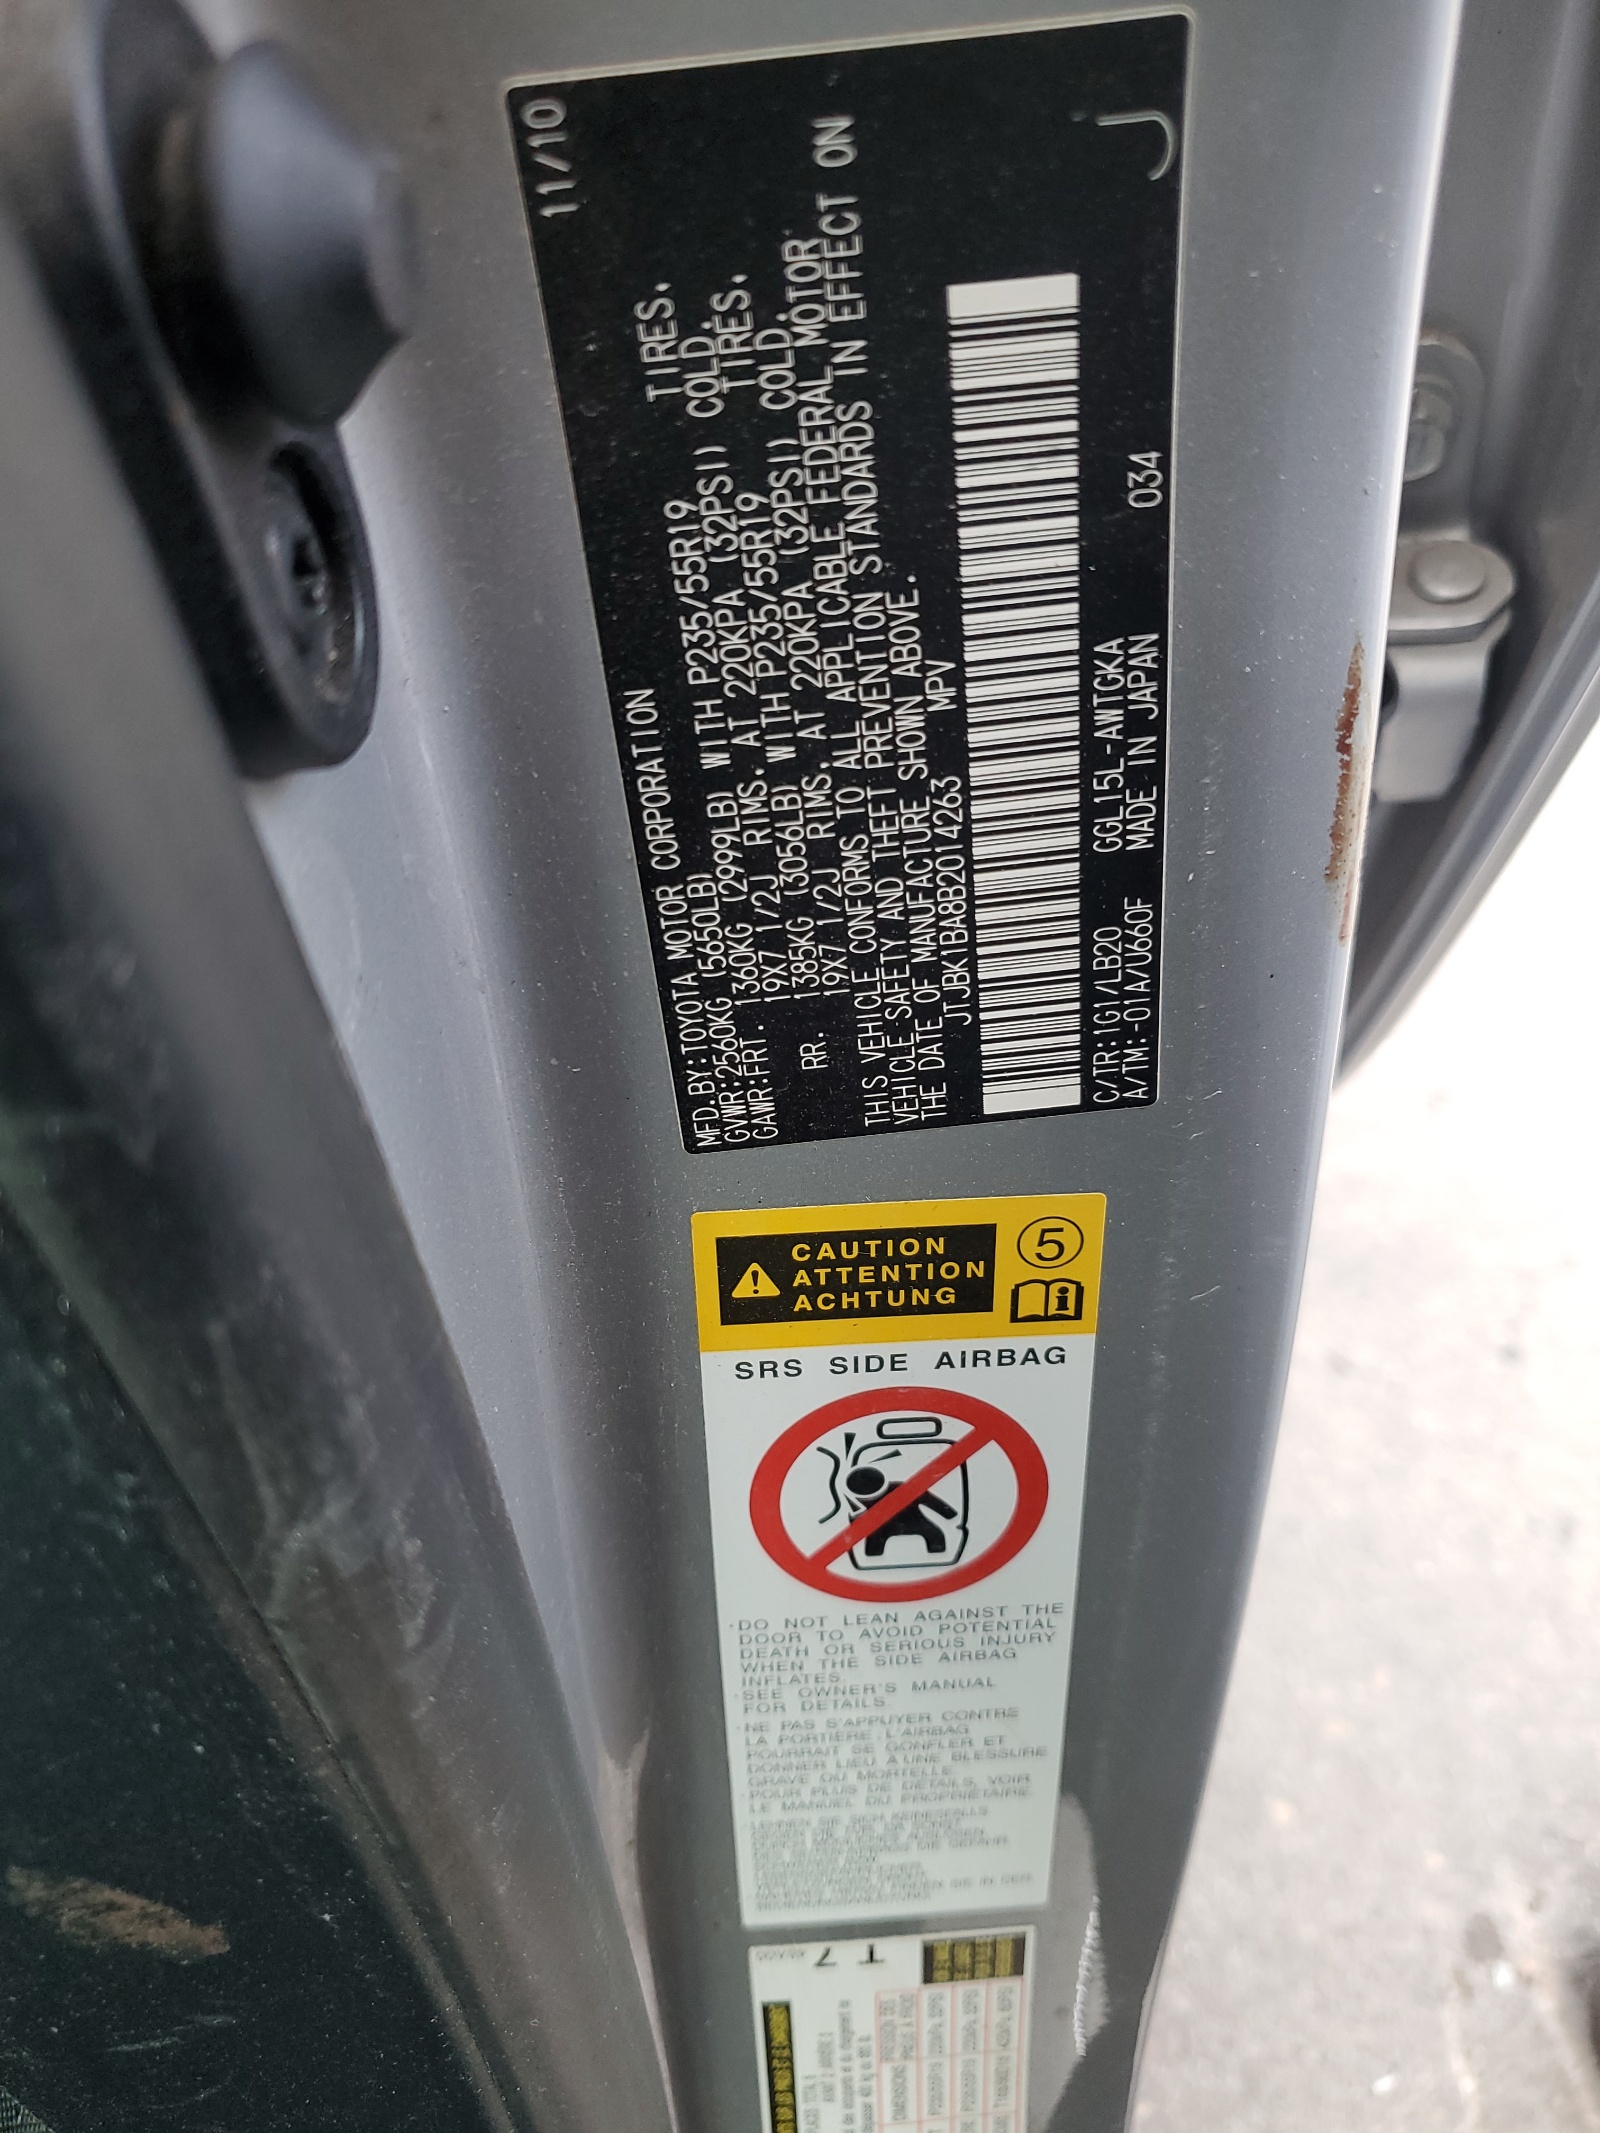 11/10
MFD.BY:TOYOTA MOTOR CORPORATION
GVWR:2560KG (5650LB)
GAWR:FRT. 1360KG (2999LB) WITH P235/55R19 TIRES.
19X7 1/2J RIMS. AT 220KPA (32PSI) COLD.
RR. 1385KG (3056LB) WITH P235/55R19 TIRES.
19X7 1/2J RIMS. AT 220KPA (32PSI) COLD.
THIS VEHICLE CONFORMS TO ALL APPLICABLE FEDERAL MOTOR
VEHICLE SAFETY AND THEFT PREVENTION STANDARDS IN EFFECT ON
THE DATE OF MANUFACTURE SHOWN ABOVE.
JTJBK1BA8B2014263 MPV
C/TR:1G1/LB20 GGL15L-AWTGKA 034
A/TM:-01A/U660F MADE IN JAPAN
J
CAUTION
ATTENTION
ACHTUNG
5
SRS SIDE AIRBAG
·DO NOT LEAN AGAINST THE
DOOR TO AVOID POTENTIAL
DEATH OR SERIOUS INJURY
WHEN THE SIDE AIRBAG
INFLATES.
·SEE OWNER'S MANUAL
FOR DETAILS.
·NE PAS S'APPUYER CONTRE
LA PORTIERE. L'AIRBAG
POURRAIT SE GONFLER ET
DONNER LIEU A UNE BLESSURE
GRAVE OU MORTELLE.
·POUR PLUS DE DETAILS, VOIR
LE MANUEL DU PROPRIETAIRE.
T 7
DIMENSIONS